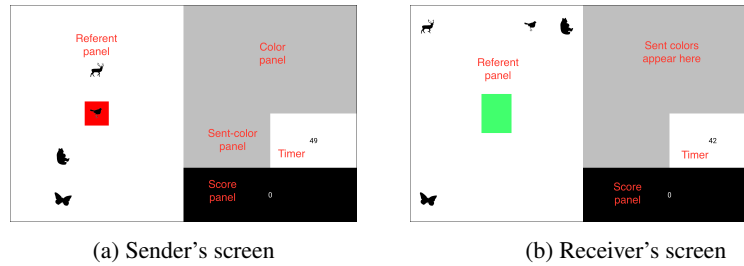 Referent
panel
Color
panel
Sent-color
panel
49
Timer
Score
panel
0
(a) Sender's screen
Sent colors
appear here
Referent
panel
42
Timer
Score
panel
0
(b) Receiver's screen